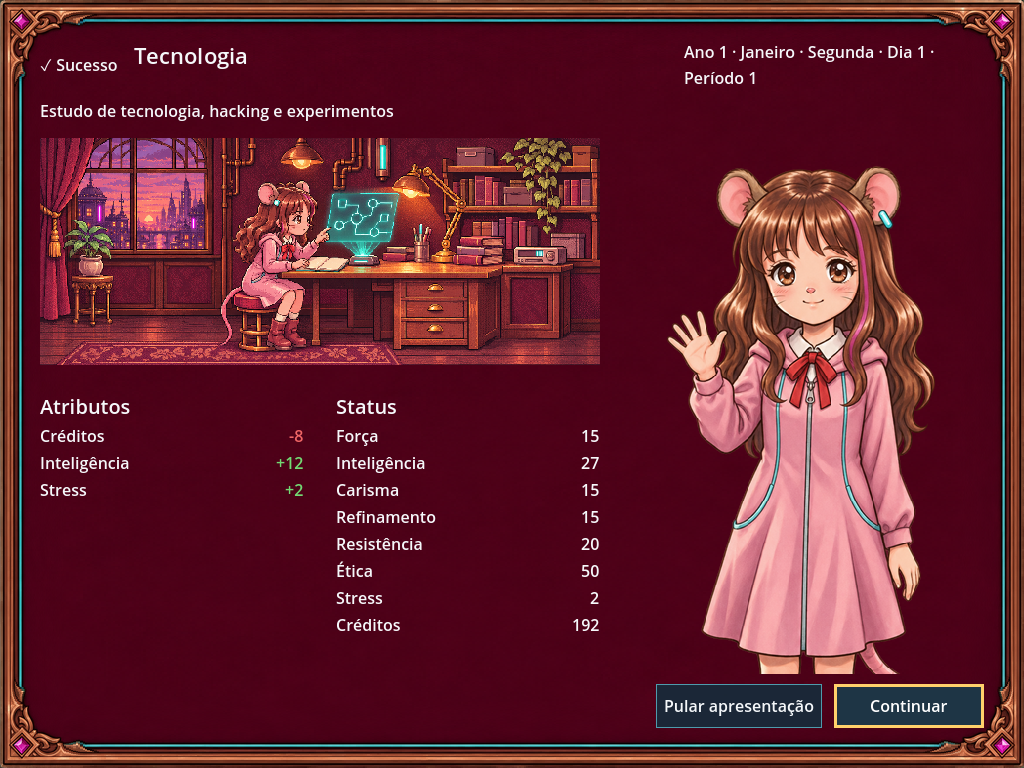 ✓ Sucesso Tecnologia
Ano 1 · Janeiro · Segunda · Dia 1 ·
Período 1
Estudo de tecnologia, hacking e experimentos
Atributos
Créditos -8
Inteligência +12
Stress +2
Status
Força 15
Inteligência 27
Carisma 15
Refinamento 15
Resistência 20
Ética 50
Stress 2
Créditos 192
Pular apresentação
Continuar